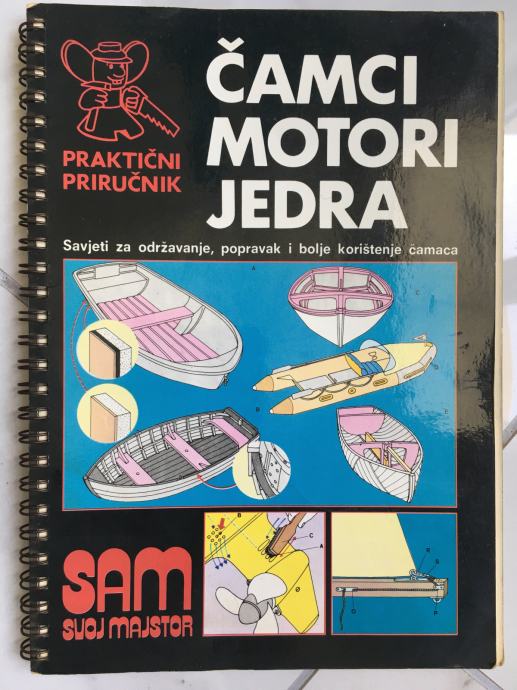 PRAKTIČNI
PRIRUČNIK
ČAMCI
MOTORI
JEDRA
Savjeti za održavanje, popravak i bolje korištenje čamaca
A
C
B
D
E
SAM
SVOJ MAJSTOR
B
C
A
R
S
D
P